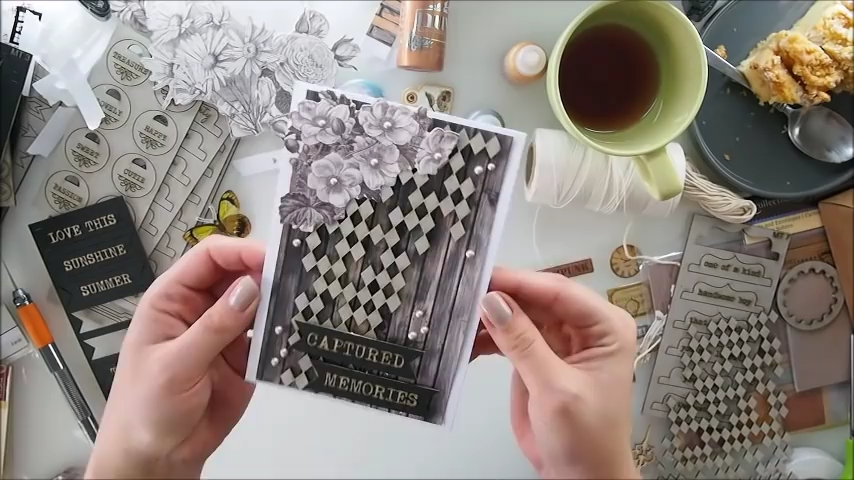 TREASURE
LOVELY
HAPPY
SWEET
CUTIE
PASSION
LOVE THIS
SUNSHINE
SUMMER
CAPTURED
MEMORIES
one of a kind
handsome boy